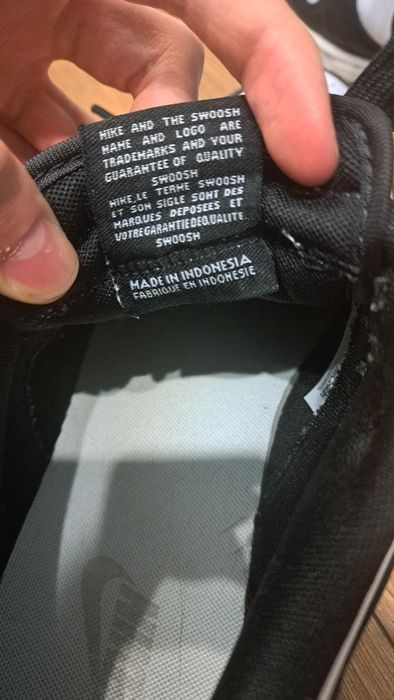 NIKE AND THE SWOOSH
NAME AND LOGO ARE
TRADEMARKS AND YOUR
GUARANTEE OF QUALITY
SWOOSH
NIKE,LE TERME SWOOSH
ET SON SIGLE SONT DES
MARQUES DEPOSEES ET
VOTREGARANTIEDEQUALITE
SWOOSH
MADE IN INDONESIA
FABRIQUE EN INDONESIE